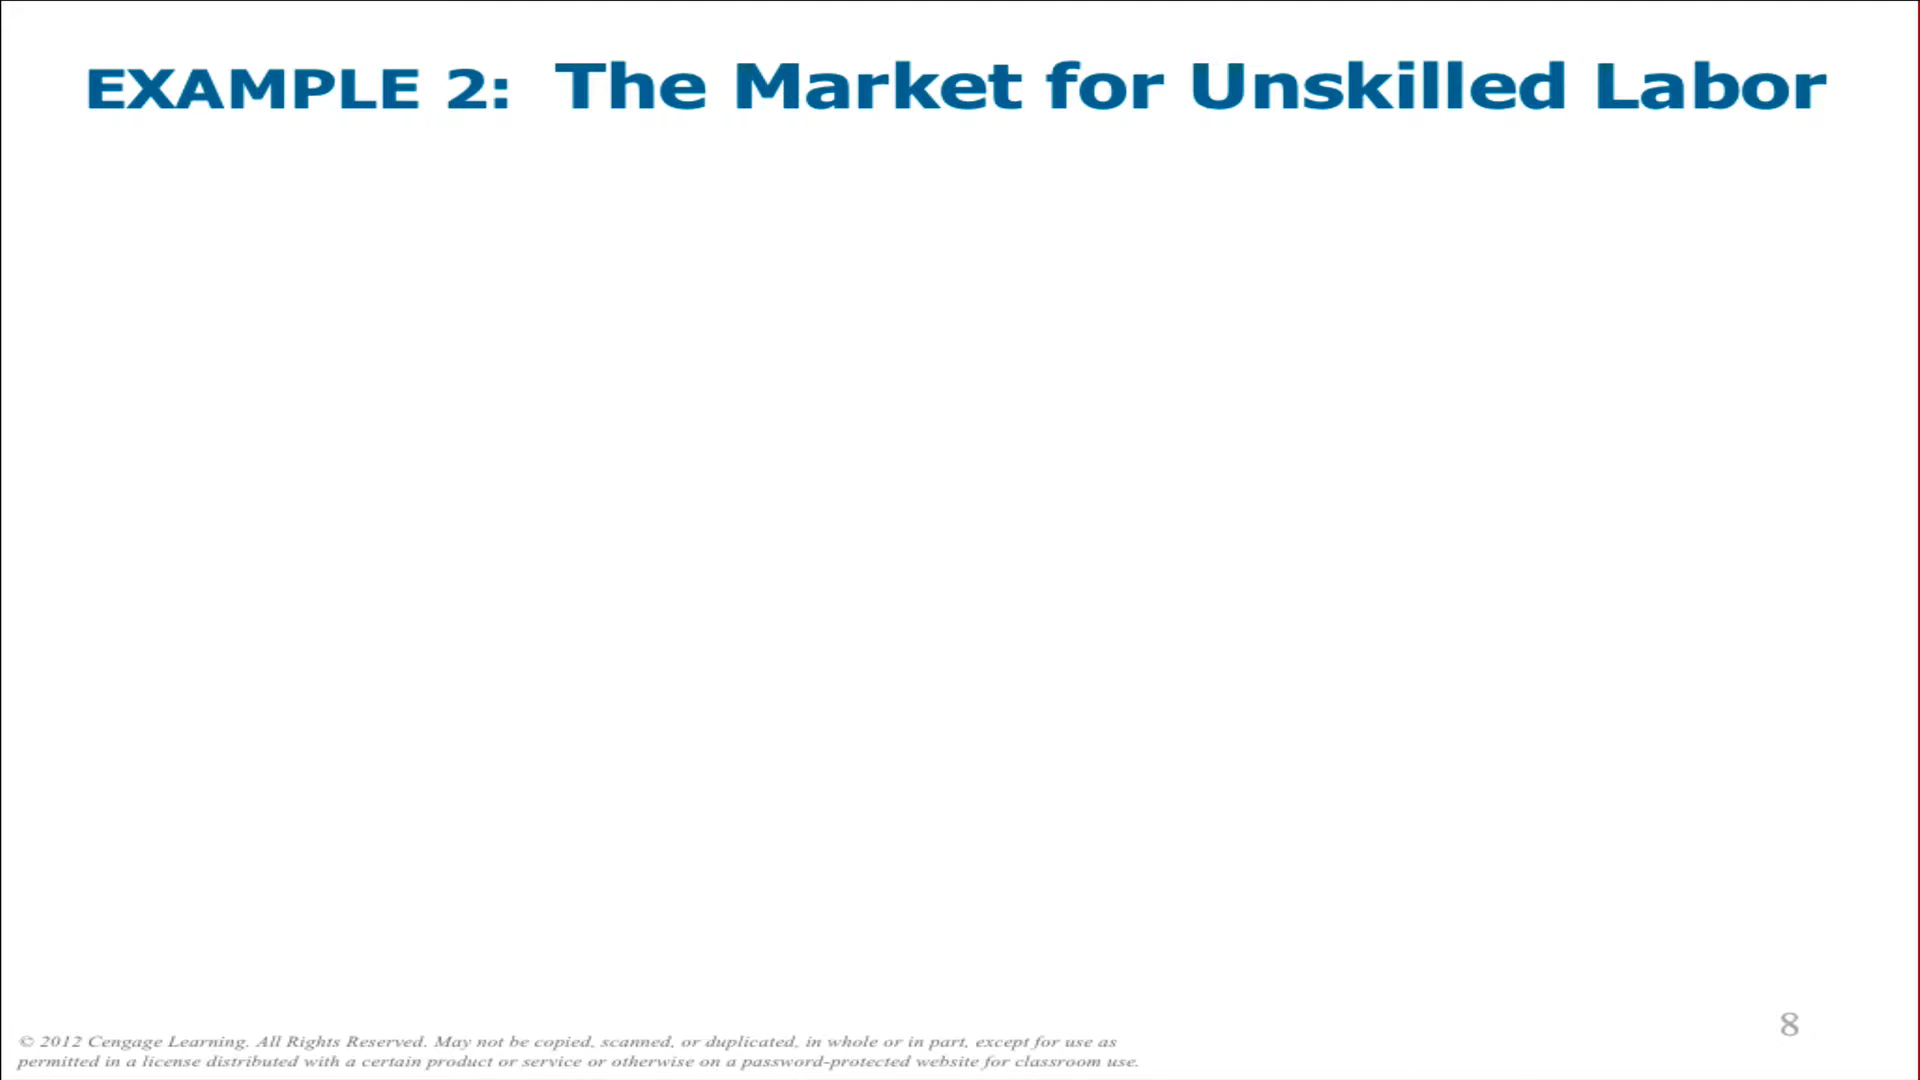 EXAMPLE 2: The Market for Unskilled Labor
8
© 2012 Cengage Learning. All Rights Reserved. May not be copied, scanned, or duplicated, in whole or in part, except for use as
permitted in a license distributed with a certain product or service or otherwise on a password-protected website for classroom use.